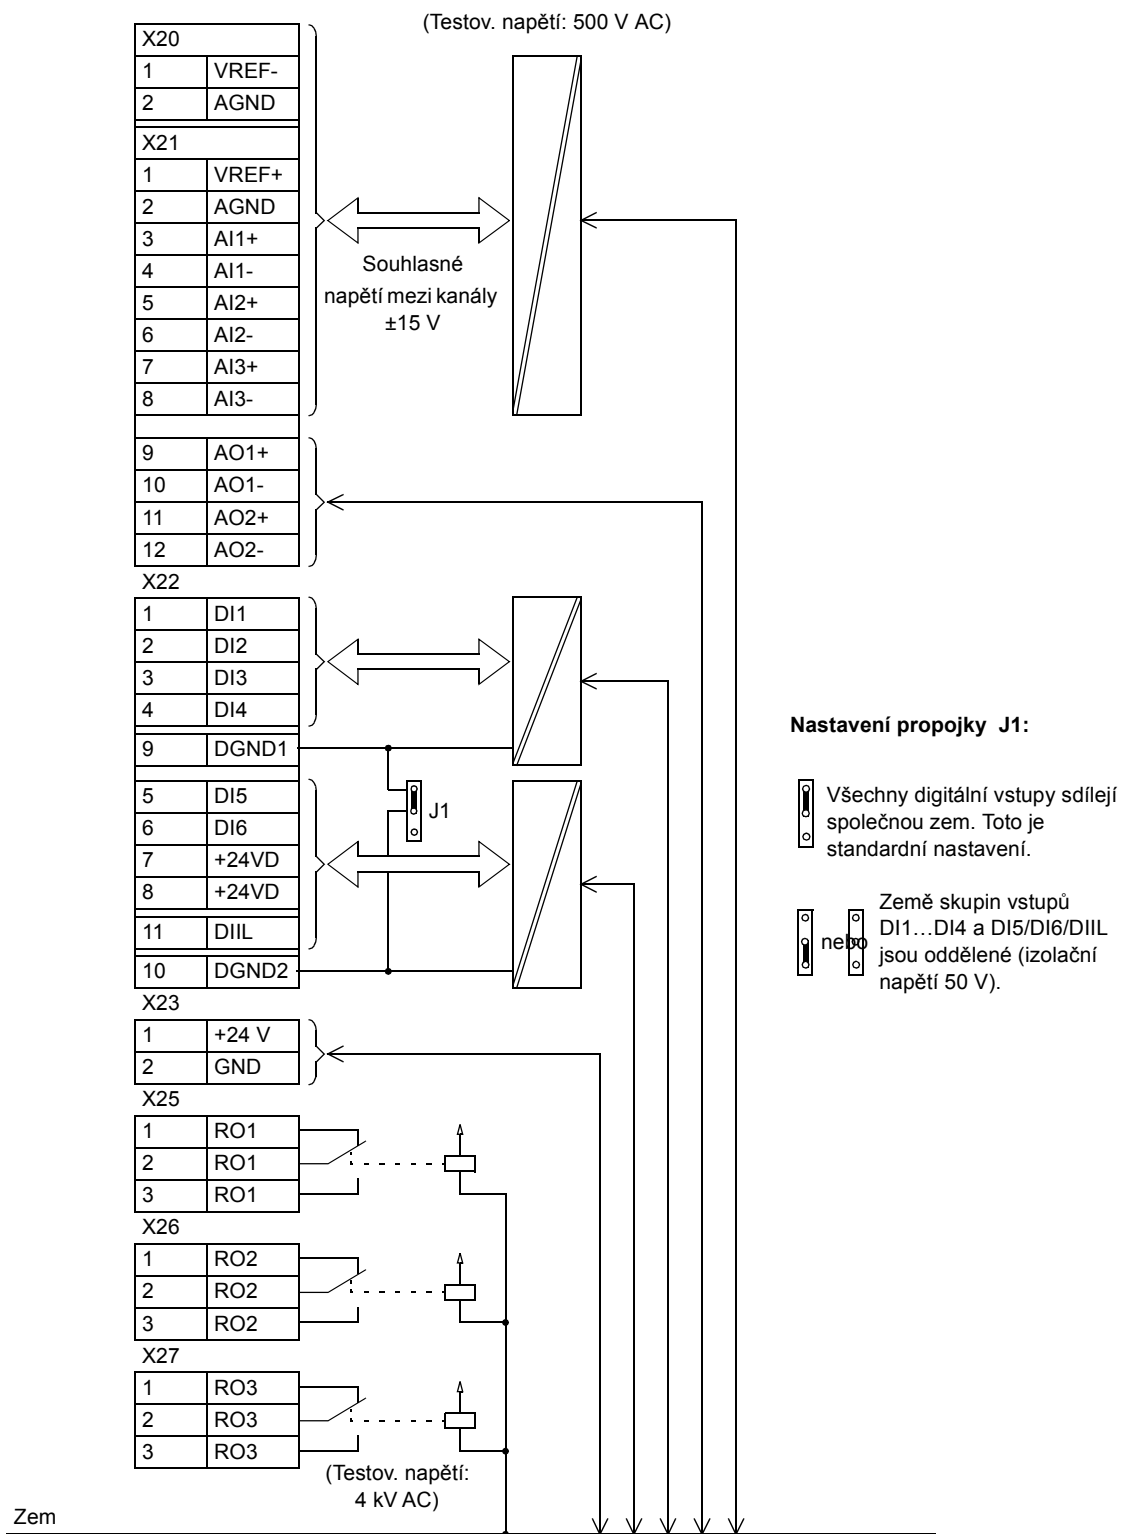 (Testov. napětí: 500 V AC)
X20
1 VREF-
2 AGND
X21
1 VREF+
2 AGND
3 AI1+
4 AI1-
5 AI2+
6 AI2-
7 AI3+
8 AI3-
Souhlasné
napětí mezi kanály
±15 V
9 AO1+
10 AO1-
11 AO2+
12 AO2-
X22
1 DI1
2 DI2
3 DI3
4 DI4
9 DGND1
5 DI5
6 DI6
7 +24VD
8 +24VD
11 DIIL
10 DGND2
J1
Nastavení propojky J1:
Všechny digitální vstupy sdílejí
společnou zem. Toto je
standardní nastavení.
nebo
Země skupin vstupů
DI1…DI4 a DI5/DI6/DIIL
jsou oddělené (izolační
napětí 50 V).
X23
1 +24 V
2 GND
X25
1 RO1
2 RO1
3 RO1
X26
1 RO2
2 RO2
3 RO2
X27
1 RO3
2 RO3
3 RO3
(Testov. napětí:
4 kV AC)
Zem